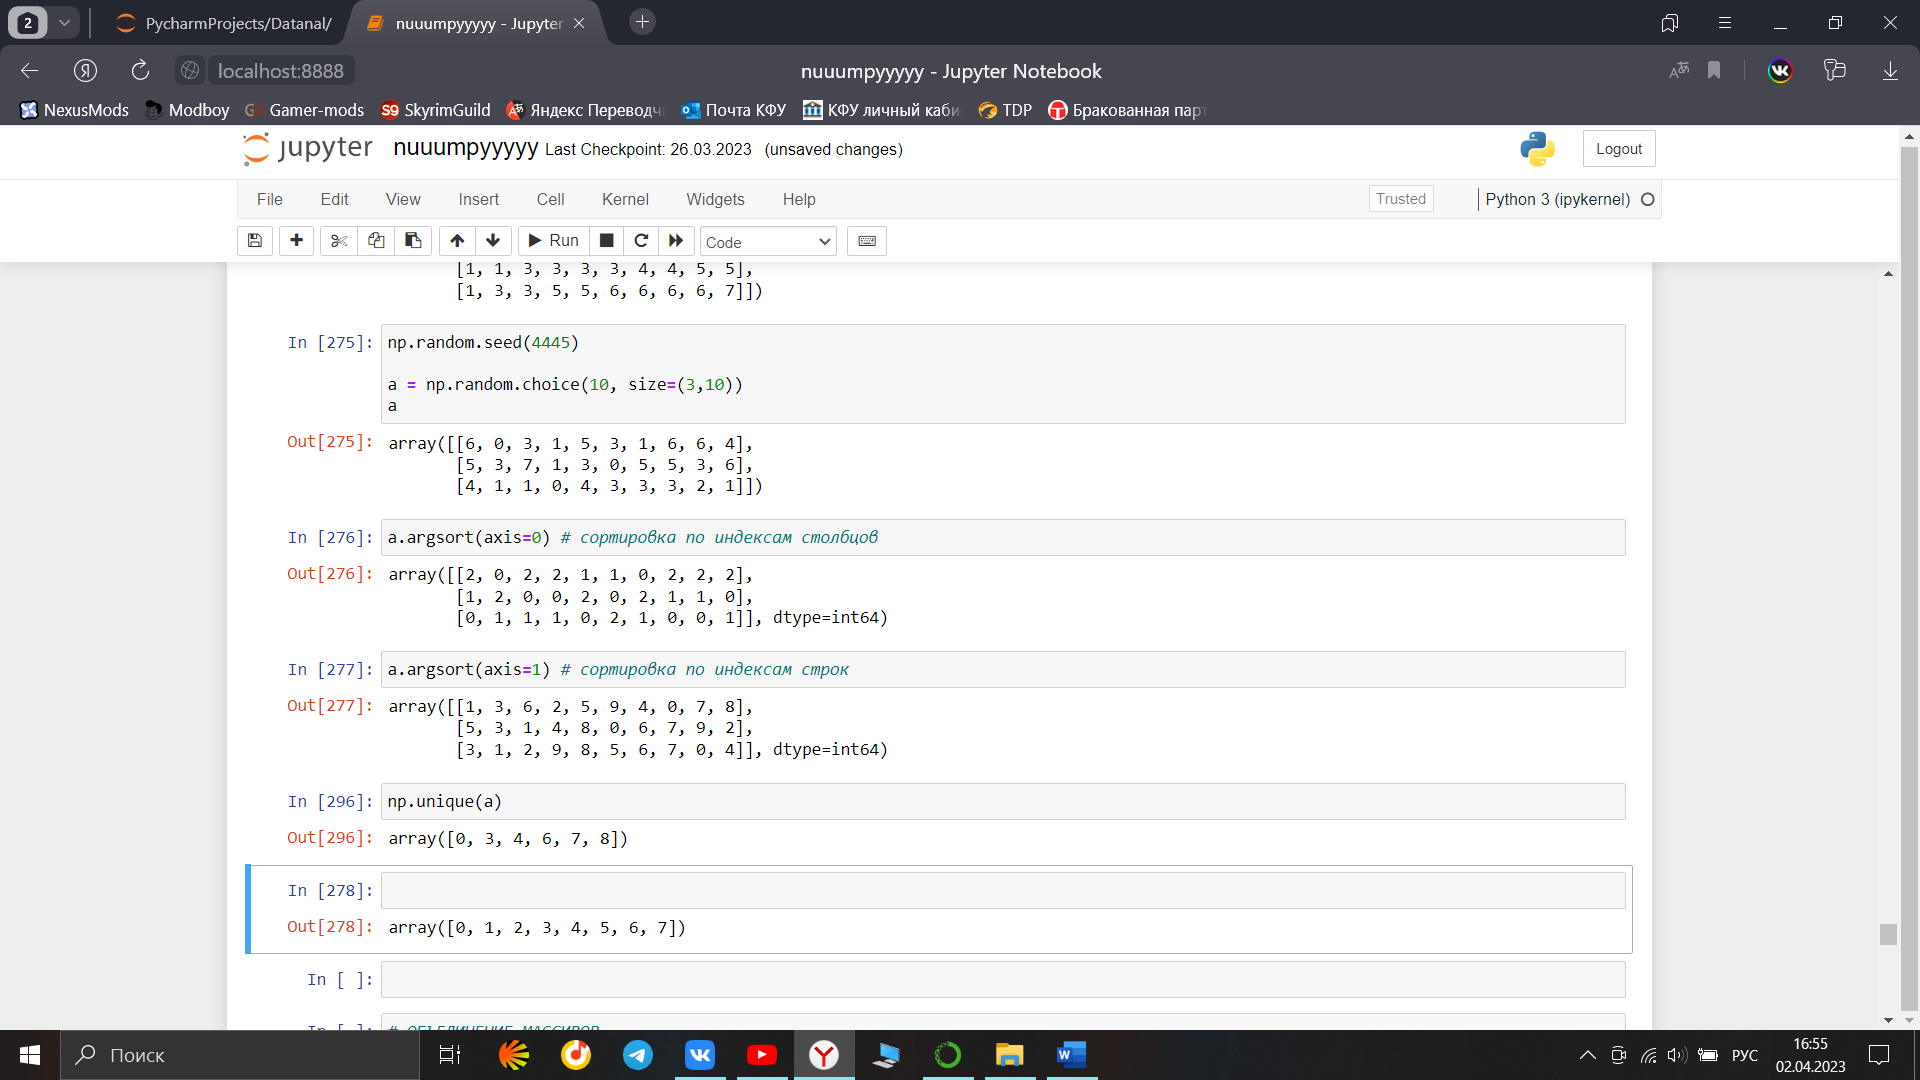 2
PycharmProjects/Datanal/
nuuumpyyyyy - Jupyter
localhost:8888
nuuumpyyyyy - Jupyter Notebook
NexusMods
Modboy
Gamer-mods
S9 SkyrimGuild
Яндекс Переводч
Почта КФУ
КФУ личный каби
TDP
Бракованная пар
jupyter
nuuumpyyyyy Last Checkpoint: 26.03.2023 (unsaved changes)
Logout
File Edit View Insert Cell Kernel Widgets Help
Trusted
Python 3 (ipykernel)
Run
Code
[1, 1, 3, 3, 3, 3, 4, 4, 5, 5],
[1, 3, 3, 5, 5, 6, 6, 6, 6, 7]])
In [275]: np.random.seed(4445)
a = np.random.choice(10, size=(3,10))
a
Out[275]: array([[6, 0, 3, 1, 5, 3, 1, 6, 6, 4],
[5, 3, 7, 1, 3, 0, 5, 5, 3, 6],
[4, 1, 1, 0, 4, 3, 3, 3, 2, 1]])
In [276]: a.argsort(axis=0) # сортировка по индексам столбцов
Out[276]: array([[2, 0, 2, 2, 1, 1, 0, 2, 2, 2],
[1, 2, 0, 0, 2, 0, 2, 1, 1, 0],
[0, 1, 1, 1, 0, 2, 1, 0, 0, 1]], dtype=int64)
In [277]: a.argsort(axis=1) # сортировка по индексам строк
Out[277]: array([[1, 3, 6, 2, 5, 9, 4, 0, 7, 8],
[5, 3, 1, 4, 8, 0, 6, 7, 9, 2],
[3, 1, 2, 9, 8, 5, 6, 7, 0, 4]], dtype=int64)
In [296]: np.unique(a)
Out[296]: array([0, 3, 4, 6, 7, 8])
In [278]:
Out[278]: array([0, 1, 2, 3, 4, 5, 6, 7])
In [ ]:
In [ ]: # ОБЪЕДИНЕНИЕ МАССИВОВ
Поиск
РУС
16:55
02.04.2023